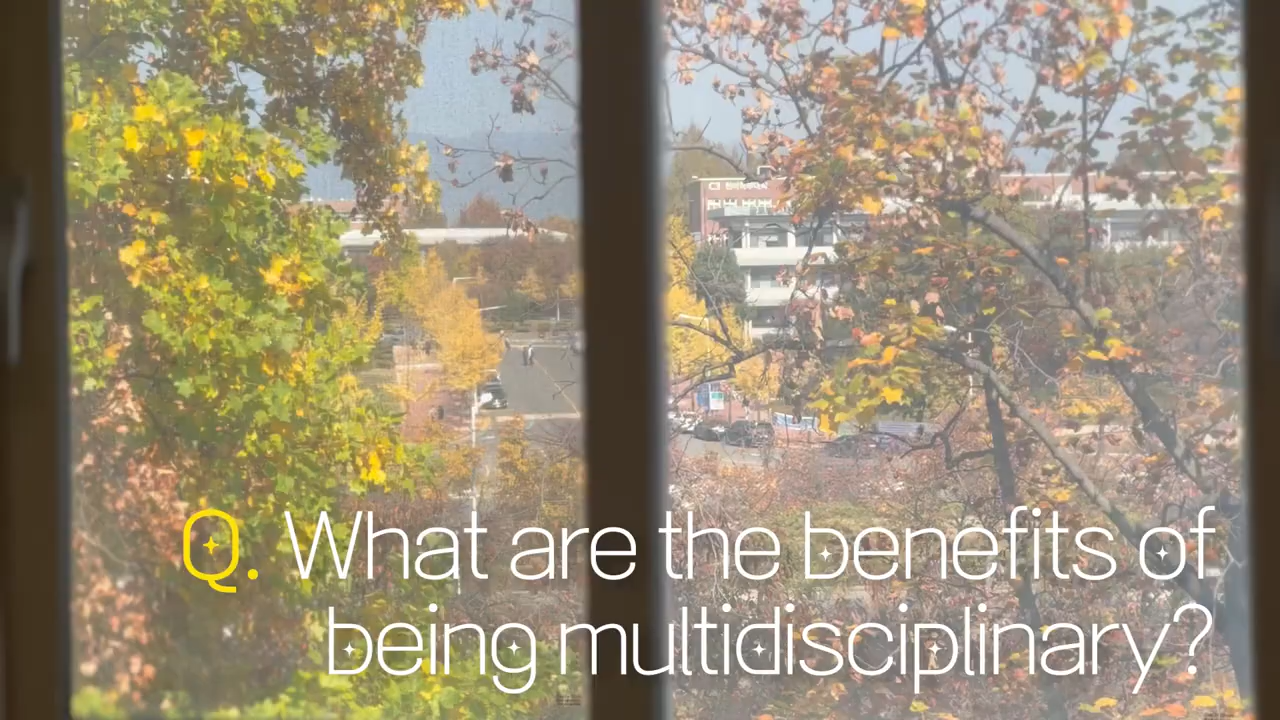 Q. What are the benefits of
being multidisciplinary?